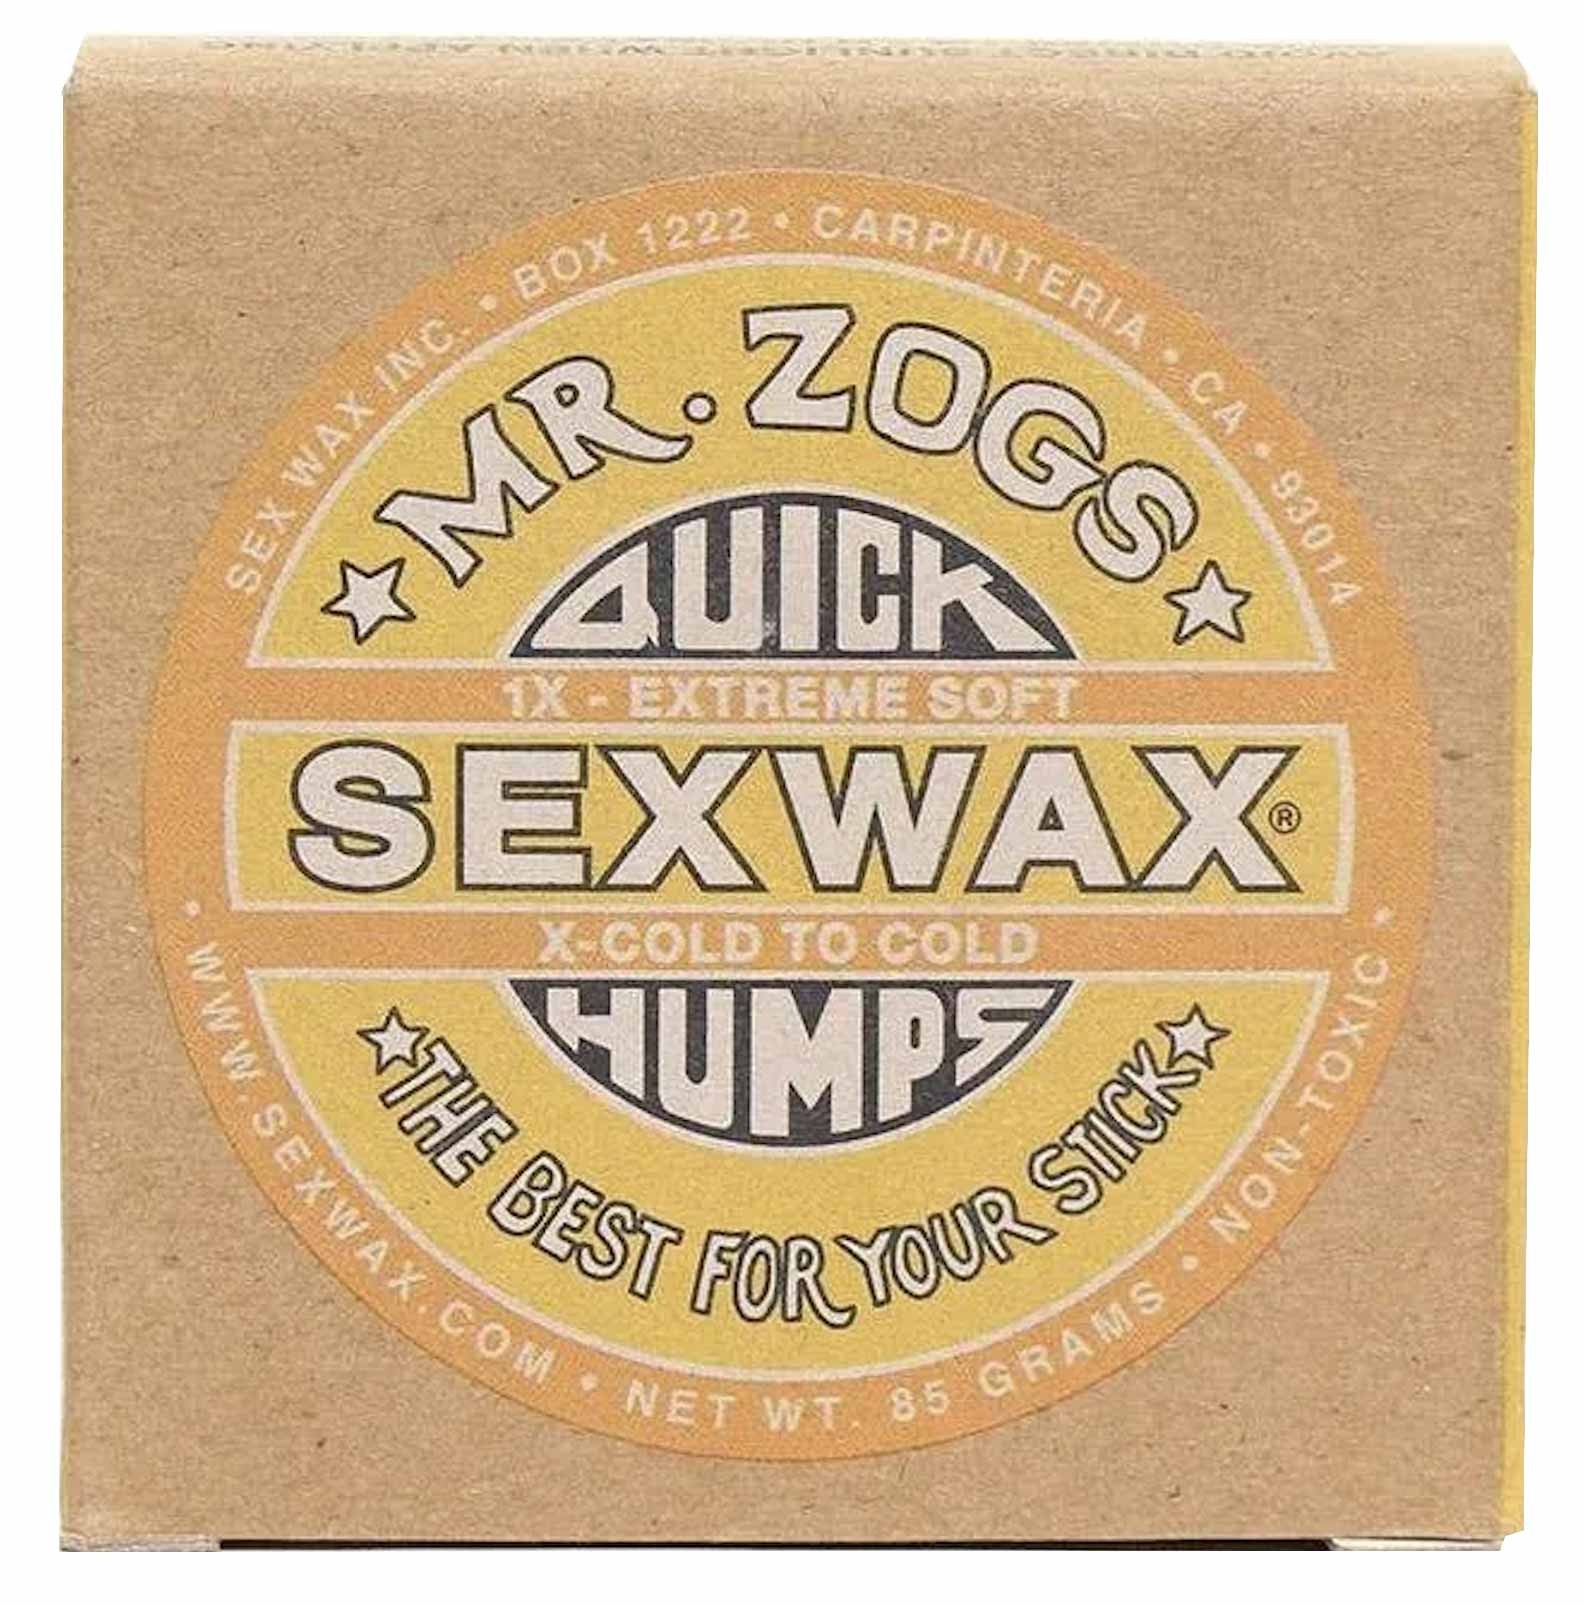 SEX WAX INC. • BOX 1222 • CARPINTERIA • CA • 93014
MR. ZOGS
QUICK
1X - EXTREME SOFT
SEXWAX®
X-COLD TO COLD
HUMPS
THE BEST FOR YOUR STICK
• WWW.SEXWAX.COM • NET WT. 85 GRAMS • NON-TOXIC •